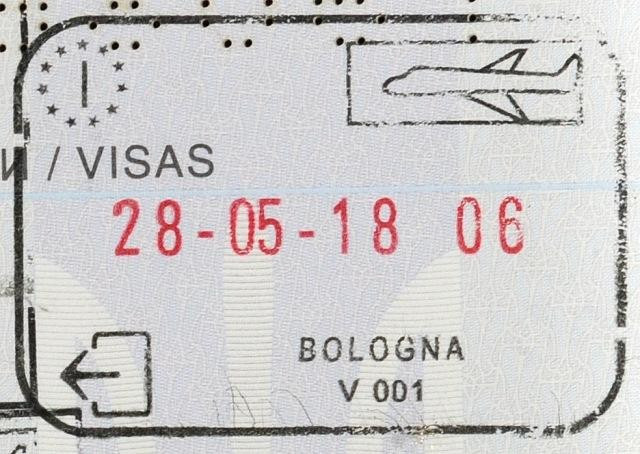 I
И / VISAS
28-05-18 06
BOLOGNA
V 001